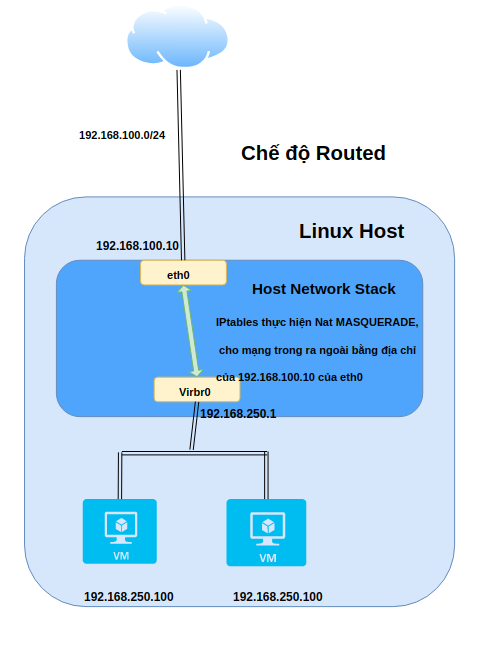 192.168.100.0/24
Chế độ Routed
Linux Host
192.168.100.10
eth0
Host Network Stack
IPtables thực hiện Nat MASQUERADE,
cho mạng trong ra ngoài bằng địa chỉ
của 192.168.100.10 của eth0
Virbr0
192.168.250.1
VM
VM
192.168.250.100
192.168.250.100